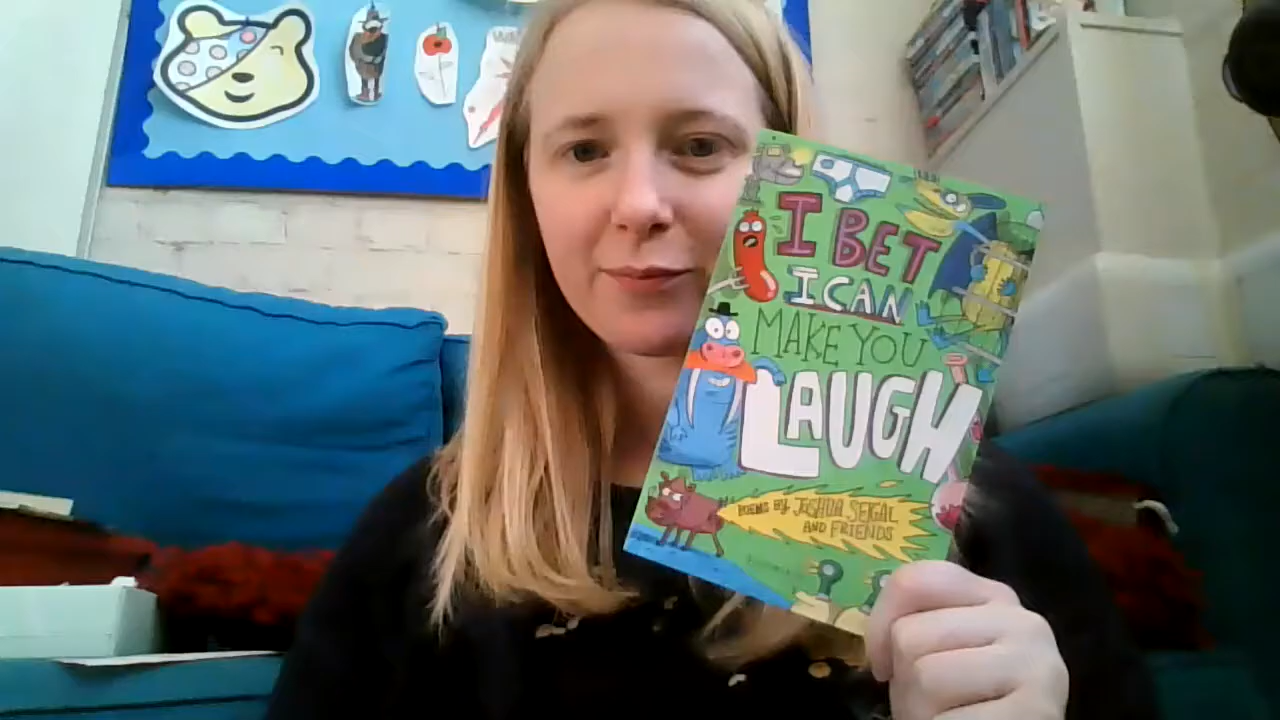 I BET
I CAN
MAKE YOU
LAUGH
POEMS BY JOSHUA SEIGAL
AND FRIENDS